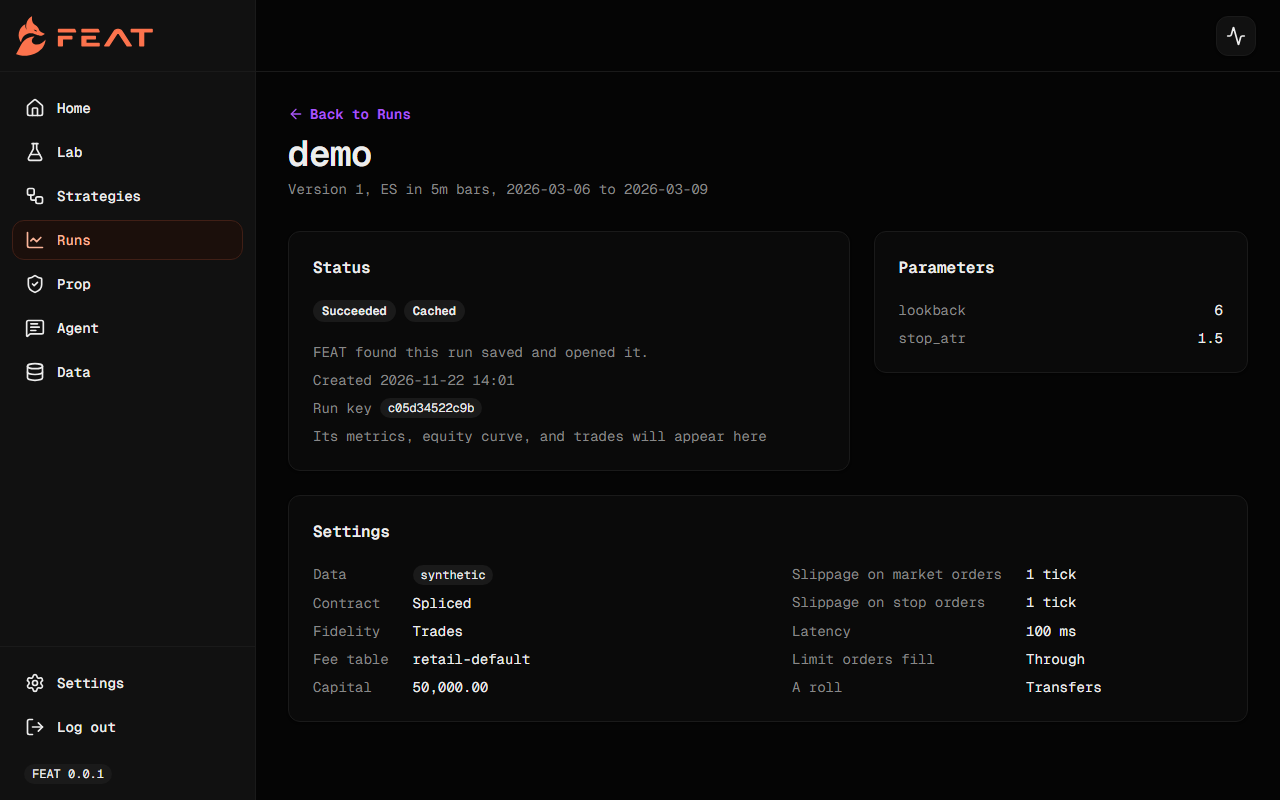 FEAT
Home
Lab
Strategies
Runs
Prop
Agent
Data
Settings
Log out
FEAT 0.0.1
Back to Runs
demo
Version 1, ES in 5m bars, 2026-03-06 to 2026-03-09
Status
Succeeded Cached
FEAT found this run saved and opened it.
Created 2026-11-22 14:01
Run key c05d34522c9b
Its metrics, equity curve, and trades will appear here
Parameters
lookback 6
stop_atr 1.5
Settings
Data synthetic
Contract Spliced
Fidelity Trades
Fee table retail-default
Capital 50,000.00
Slippage on market orders 1 tick
Slippage on stop orders 1 tick
Latency 100 ms
Limit orders fill Through
A roll Transfers